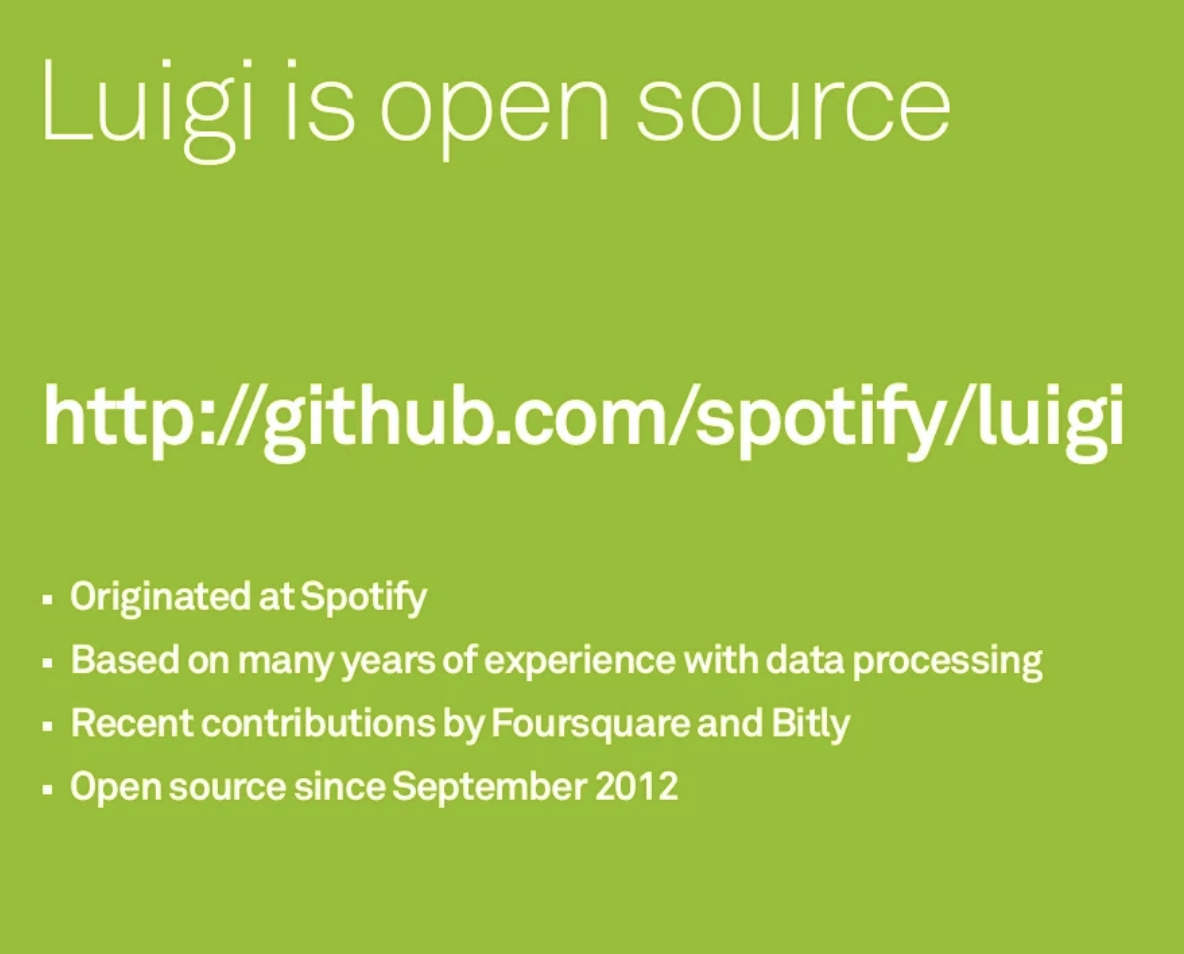 Luigi is open source
http://github.com/spotify/luigi
▪ Originated at Spotify
▪ Based on many years of experience with data processing
▪ Recent contributions by Foursquare and Bitly
▪ Open source since September 2012